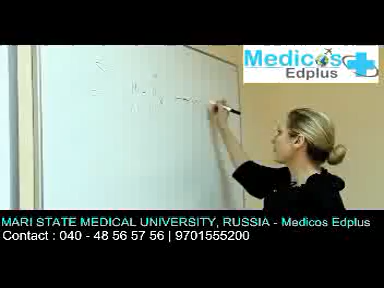 Medicos
Edplus
MARI STATE MEDICAL UNIVERSITY, RUSSIA - Medicos Edplus
Contact : 040 - 48 56 57 56 | 9701555200